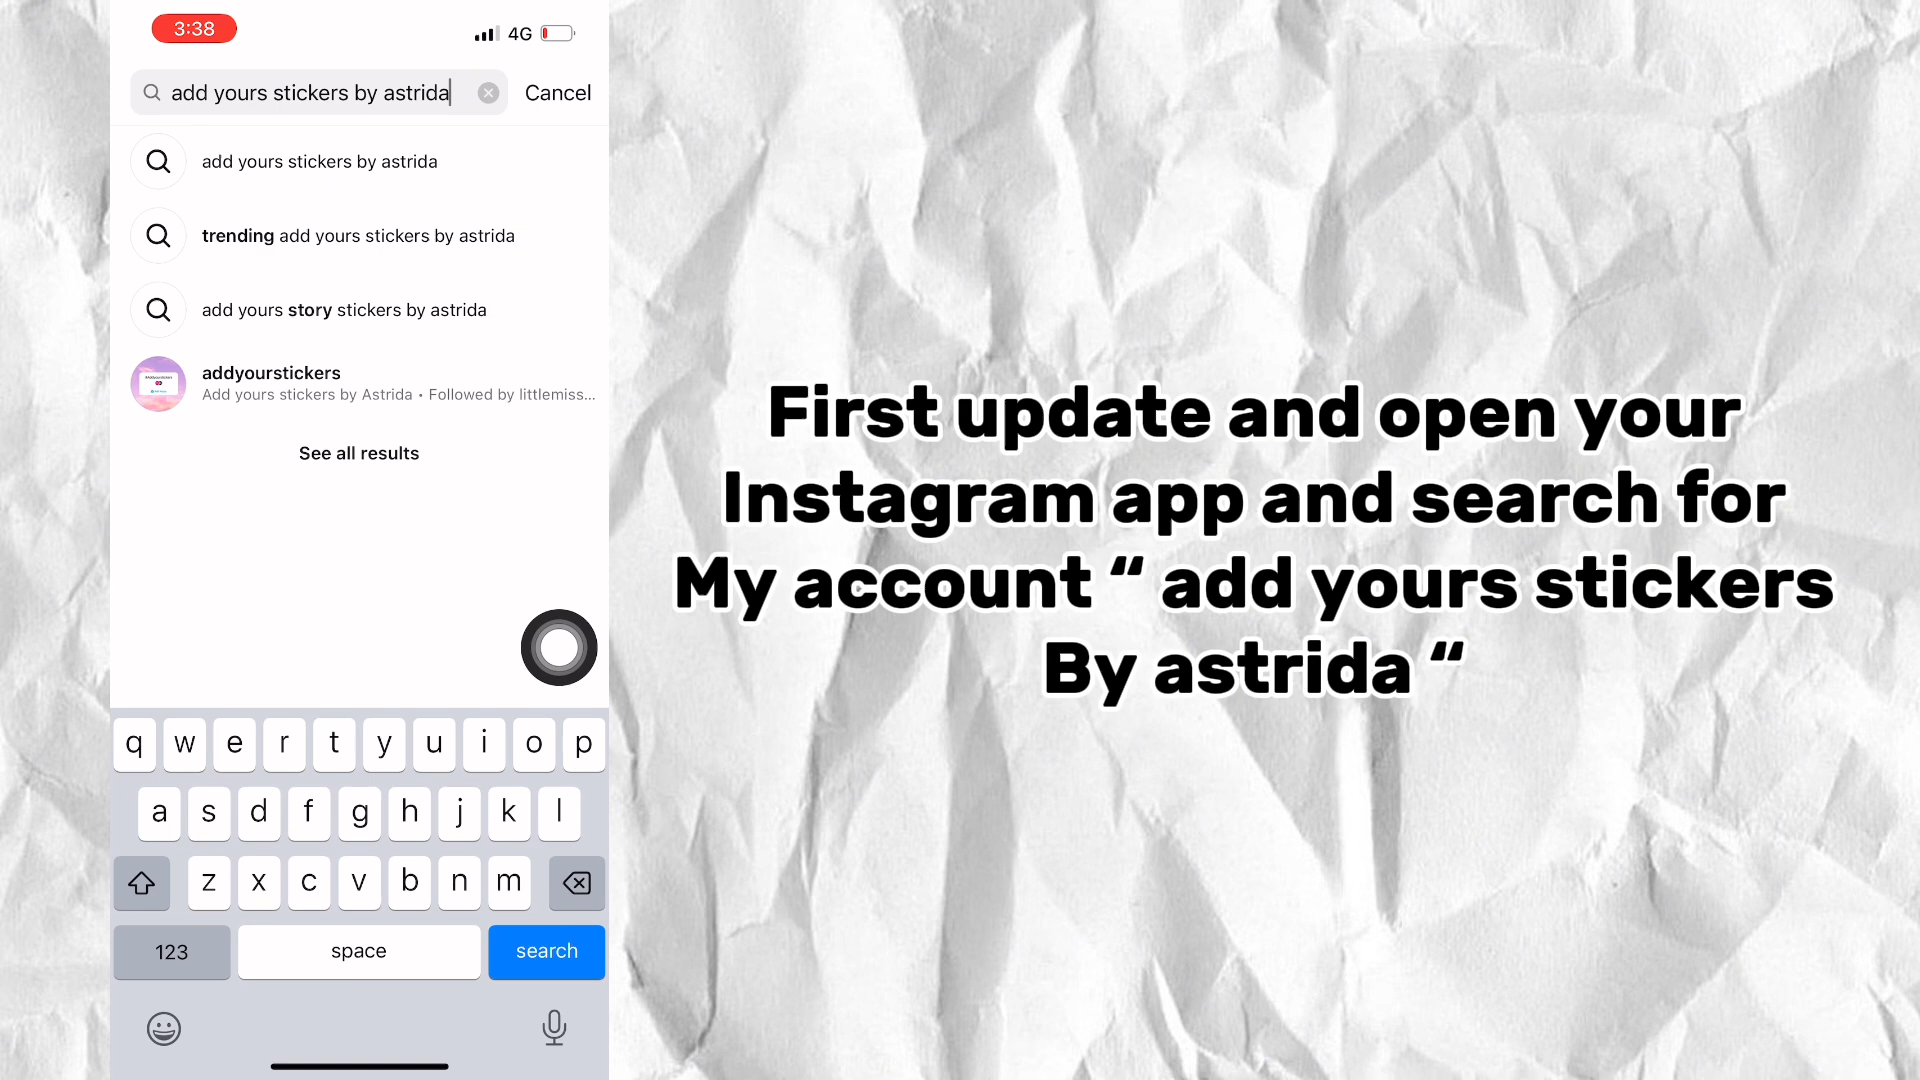 3:38
4G
add yours stickers by astrida
Cancel
add yours stickers by astrida
trending add yours stickers by astrida
add yours story stickers by astrida
addyourstickers
Add yours stickers by Astrida • Followed by littlemiss...
See all results
First update and open your
Instagram app and search for
My account “ add yours stickers
By astrida “
q w e r t y u i o p
a s d f g h j k l
z x c v b n m
123 space search